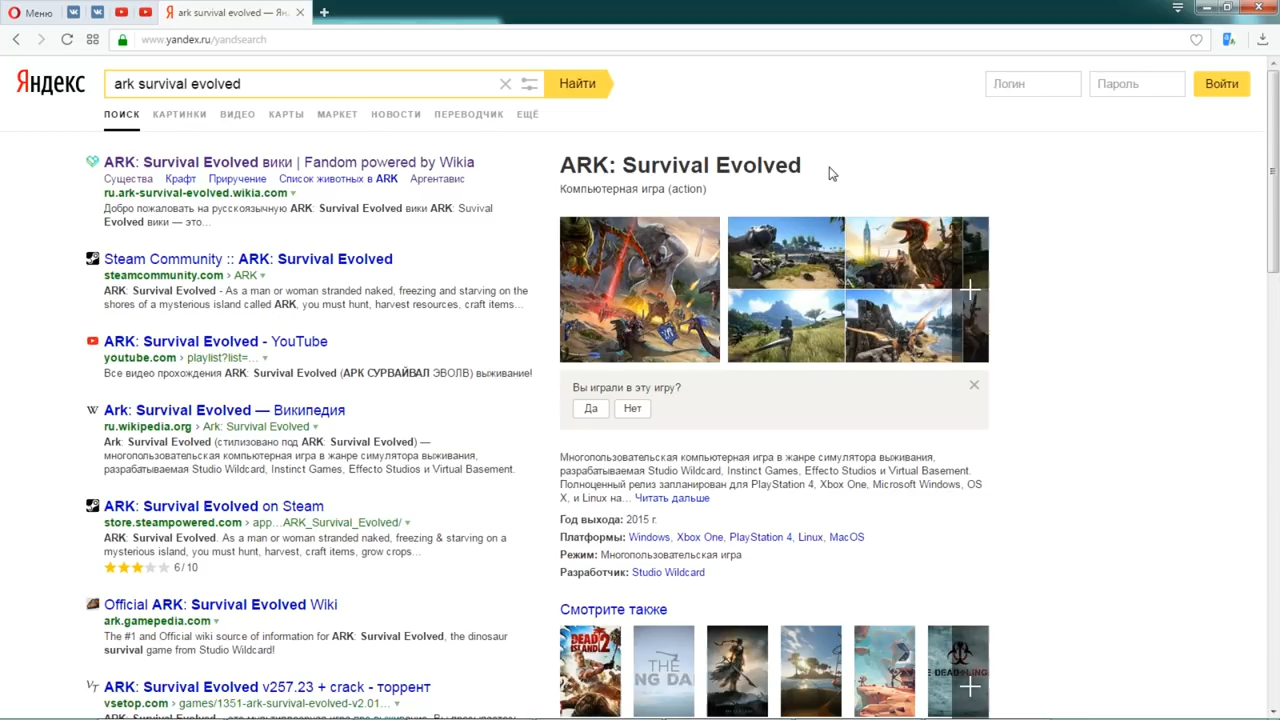 Меню
ark survival evolved — Ян
www.yandex.ru/yandsearch
Яндекс
ark survival evolved
Найти
Логин
Пароль
Войти
ПОИСК КАРТИНКИ ВИДЕО КАРТЫ МАРКЕТ НОВОСТИ ПЕРЕВОДЧИК ЕЩЁ
ARK: Survival Evolved вики | Fandom powered by Wikia
Существа Крафт Приручение Список животных в ARK Аргентавис
ru.ark-survival-evolved.wikia.com
Добро пожаловать на русскоязычную ARK: Survival Evolved вики ARK: Suvival
Evolved вики — это...
Steam Community :: ARK: Survival Evolved
steamcommunity.com › ARK
ARK: Survival Evolved - As a man or woman stranded naked, freezing and starving on the
shores of a mysterious island called ARK, you must hunt, harvest resources, craft items...
ARK: Survival Evolved - YouTube
youtube.com › playlist?list=...
Все видео прохождения ARK: Survival Evolved (АРК СУРВАЙВАЛ ЭВОЛВ) выживание!
W Ark: Survival Evolved — Википедия
ru.wikipedia.org › Ark: Survival Evolved
Ark: Survival Evolved (стилизовано под ARK: Survival Evolved) —
многопользовательская компьютерная игра в жанре симулятора выживания,
разрабатываемая Studio Wildcard, Instinct Games, Effecto Studios и Virtual Basement.
ARK: Survival Evolved on Steam
store.steampowered.com › app...ARK_Survival_Evolved/
ARK: Survival Evolved. As a man or woman stranded naked, freezing & starving on a
mysterious island, you must hunt, harvest, craft items, grow crops...
6/10
Official ARK: Survival Evolved Wiki
ark.gamepedia.com
The #1 and Official wiki source of information for ARK: Survival Evolved, the dinosaur
survival game from Studio Wildcard!
VT ARK: Survival Evolved v257.23 + crack - торрент
vsetop.com › games/1351-ark-survival-evolved-v2.01...
ARK: Survival Evolved
Компьютерная игра (action)
Вы играли в эту игру?
Да Нет
Многопользовательская компьютерная игра в жанре симулятора выживания,
разрабатываемая Studio Wildcard, Instinct Games, Effecto Studios и Virtual Basement.
Полноценный релиз запланирован для PlayStation 4, Xbox One, Microsoft Windows, OS
X, и Linux на... Читать дальше
Год выхода: 2015 г.
Платформы: Windows, Xbox One, PlayStation 4, Linux, MacOS
Режим: Многопользовательская игра
Разработчик: Studio Wildcard
Смотрите также
DEAD
ISLAND 2
THE
NG DA
THE DEAD LING